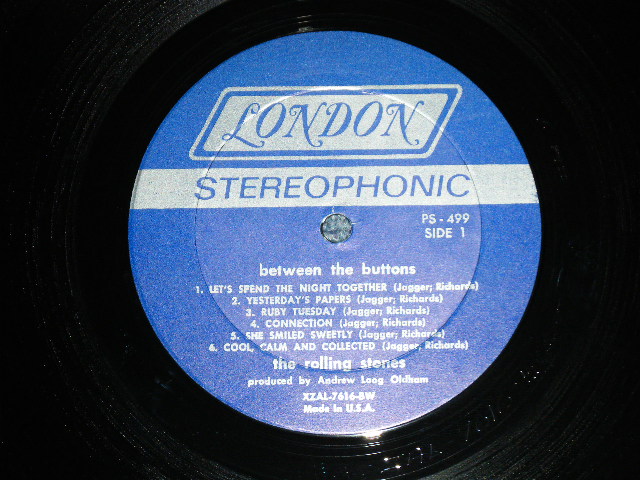 LONDON
STEREOPHONIC
PS - 499
SIDE 1
between the buttons
1. LET'S SPEND THE NIGHT TOGETHER (Jagger; Richards)
2. YESTERDAY'S PAPERS (Jagger; Richards)
3. RUBY TUESDAY (Jagger; Richards)
4. CONNECTION (Jagger; Richards)
5. SHE SMILED SWEETLY (Jagger; Richards)
6. COOL, CALM AND COLLECTED (Jagger; Richards)
the rolling stones
produced by Andrew Loog Oldham
XZAL-7616-BW
Made in U.S.A.